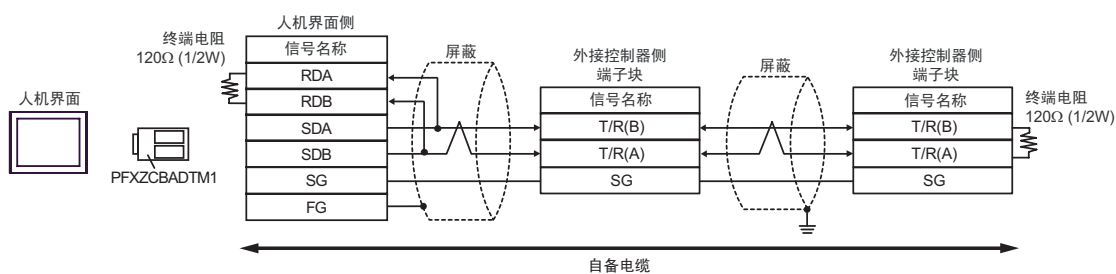 人机界面
PFXZCBADTM1
终端电阻
120Ω (1/2W)
人机界面侧
信号名称
RDA
RDB
SDA
SDB
SG
FG
屏蔽
外接控制器侧
端子块
信号名称
T/R(B)
T/R(A)
SG
屏蔽
外接控制器侧
端子块
信号名称
T/R(B)
T/R(A)
SG
终端电阻
120Ω (1/2W)
自备电缆